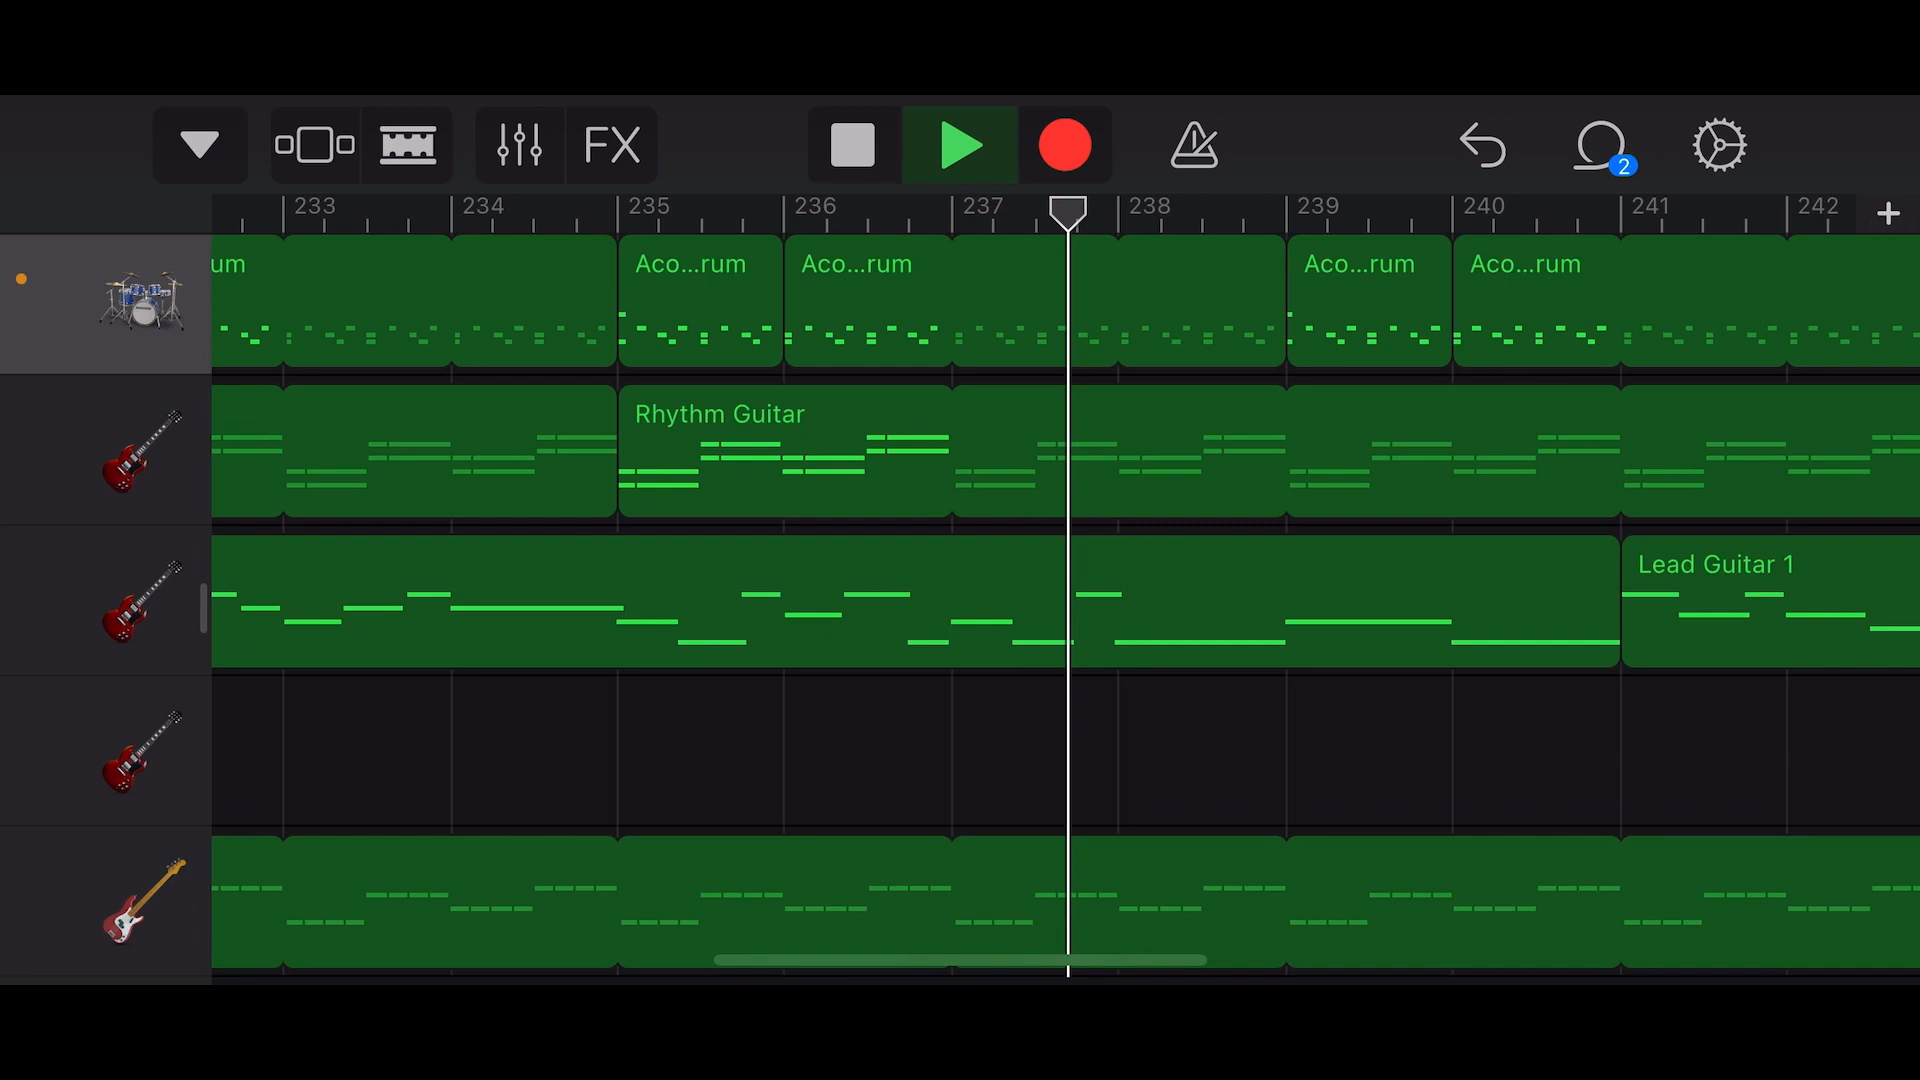 FX
2
233 234 235 236 237 238 239 240 241 242 +
um Aco...rum Aco...rum Aco...rum Aco...rum
Rhythm Guitar
Lead Guitar 1